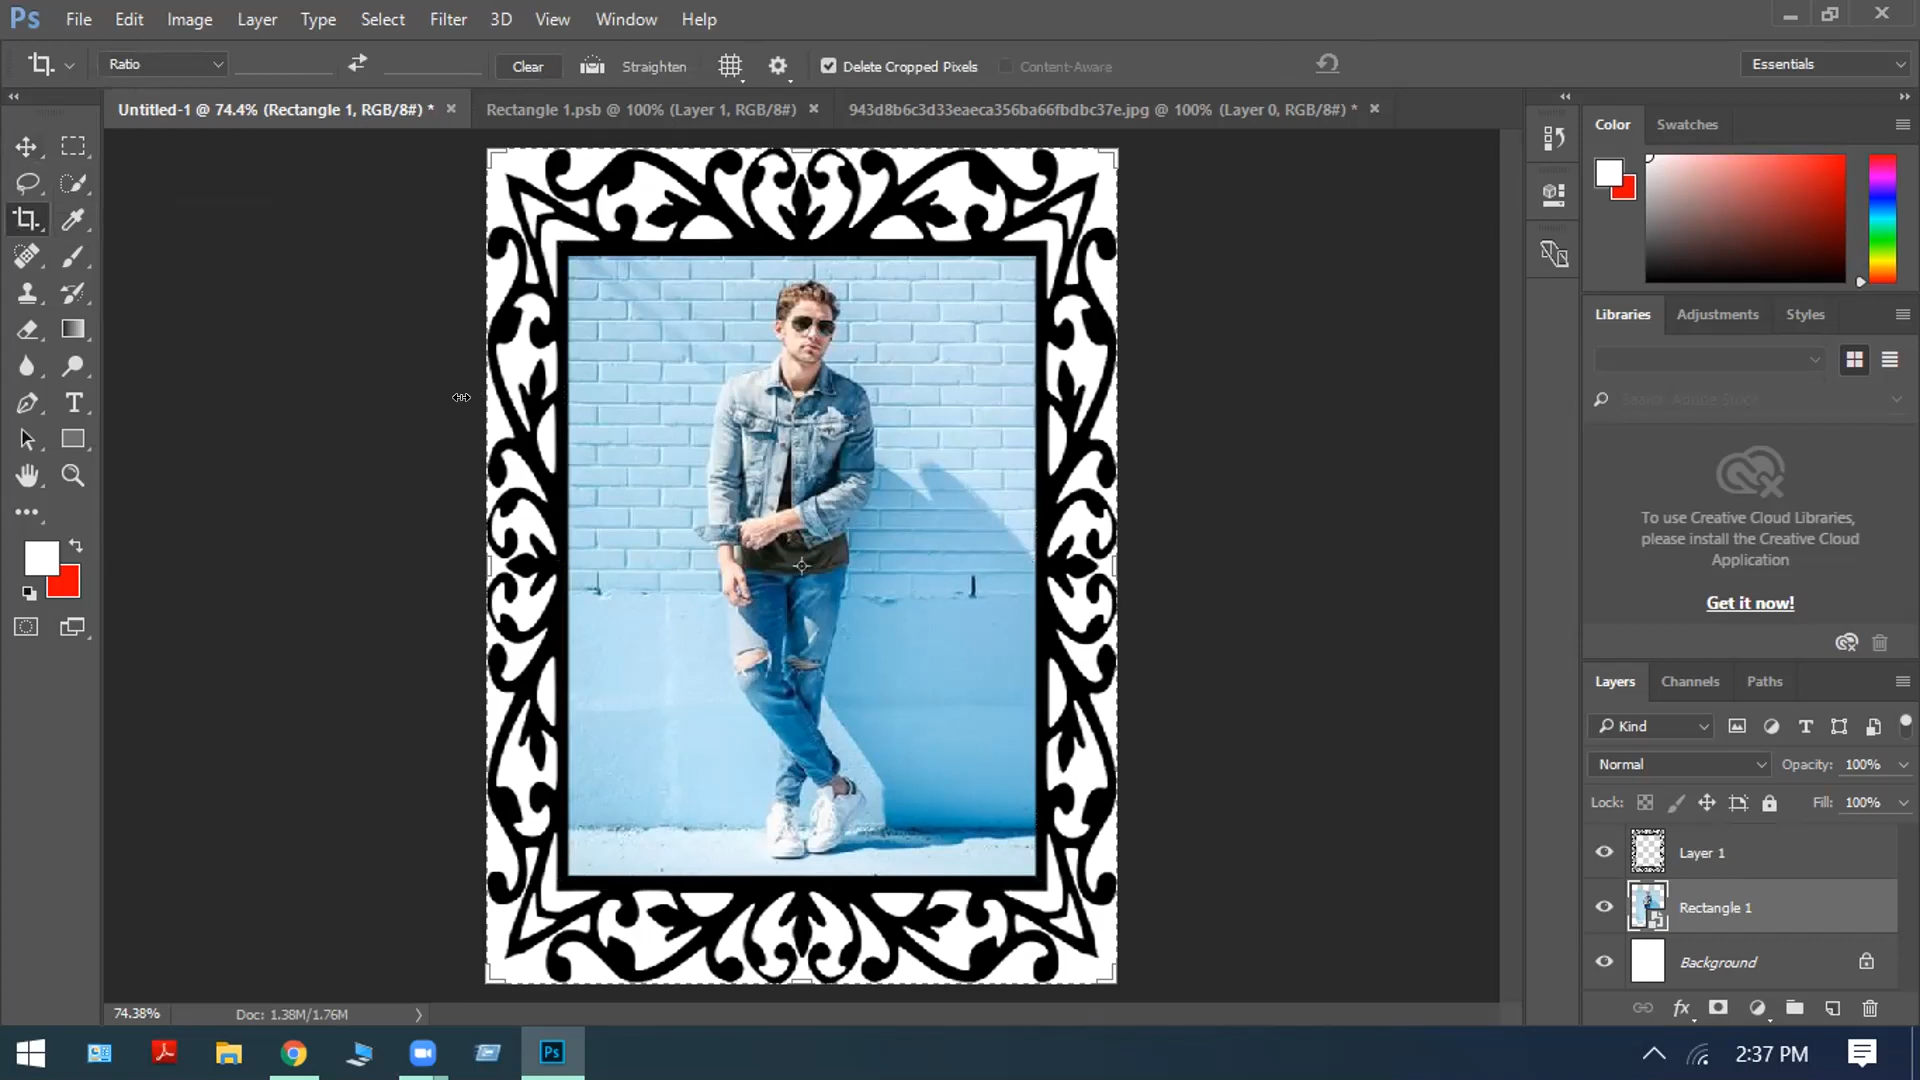 Ps File Edit Image Layer Type Select Filter 3D View Window Help
Ratio Clear Straighten Delete Cropped Pixels Content-Aware Essentials
Untitled-1 @ 74.4% (Rectangle 1, RGB/8#) * Rectangle 1.psb @ 100% (Layer 1, RGB/8#) 943d8b6c3d33eaeca356ba66fbdbc37e.jpg @ 100% (Layer 0, RGB/8#) *
Color Swatches
Libraries Adjustments Styles
Search Adobe Stock
To use Creative Cloud Libraries,
please install the Creative Cloud
Application
Get it now!
Layers Channels Paths
Kind
Normal Opacity: 100%
Lock: Fill: 100%
Layer 1
Rectangle 1
Background
74.38% Doc: 1.38M/1.76M
Ps 2:37 PM